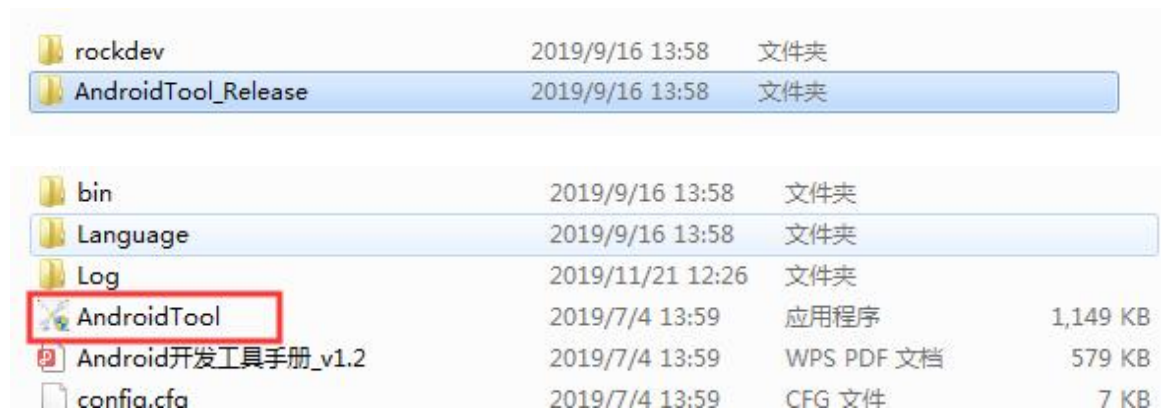 rockdev 2019/9/16 13:58 文件夹
AndroidTool_Release 2019/9/16 13:58 文件夹
bin 2019/9/16 13:58 文件夹
Language 2019/9/16 13:58 文件夹
Log 2019/11/21 12:26 文件夹
AndroidTool 2019/7/4 13:59 应用程序 1,149 KB
Android开发工具手册_v1.2 2019/7/4 13:59 WPS PDF 文档 579 KB
config.cfg 2019/7/4 13:59 CFG 文件 7 KB